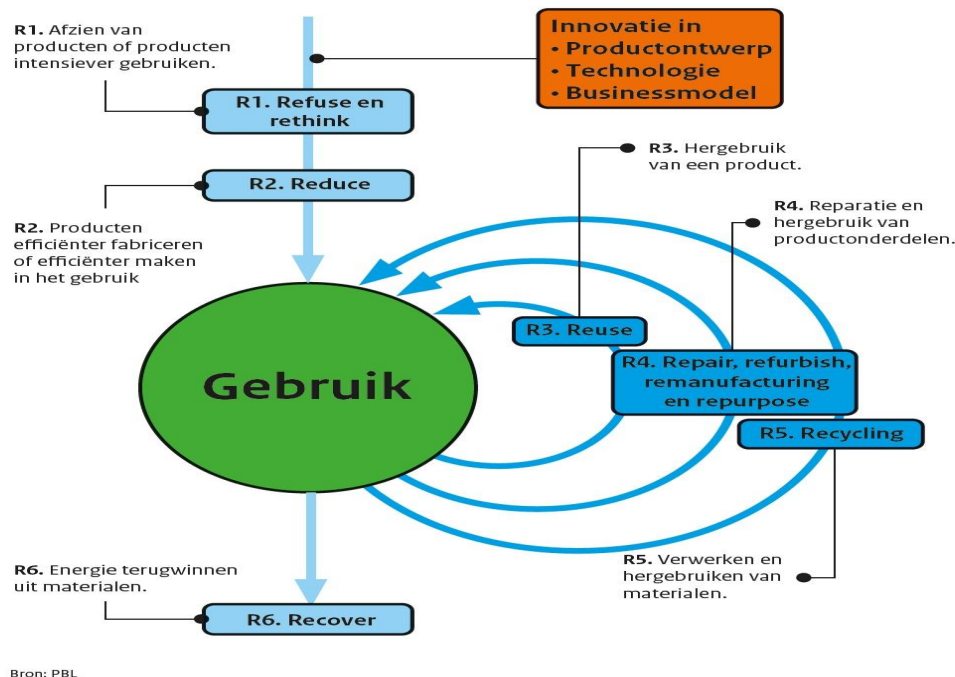 R1. Afzien van
producten of producten
intensiever gebruiken.
Innovatie in
• Productontwerp
• Technologie
• Businessmodel
R1. Refuse en
rethink
R3. Hergebruik
van een product.
R2. Reduce
R4. Reparatie en
hergebruik van
productonderdelen.
R2. Producten
efficiënter fabriceren
of efficiënter maken
in het gebruik
R3. Reuse
Gebruik
R4. Repair, refurbish,
remanufacturing
en repurpose
R5. Recycling
R5. Verwerken en
hergebruiken van
materialen.
R6. Energie terugwinnen
uit materialen.
R6. Recover
Bron: PBL